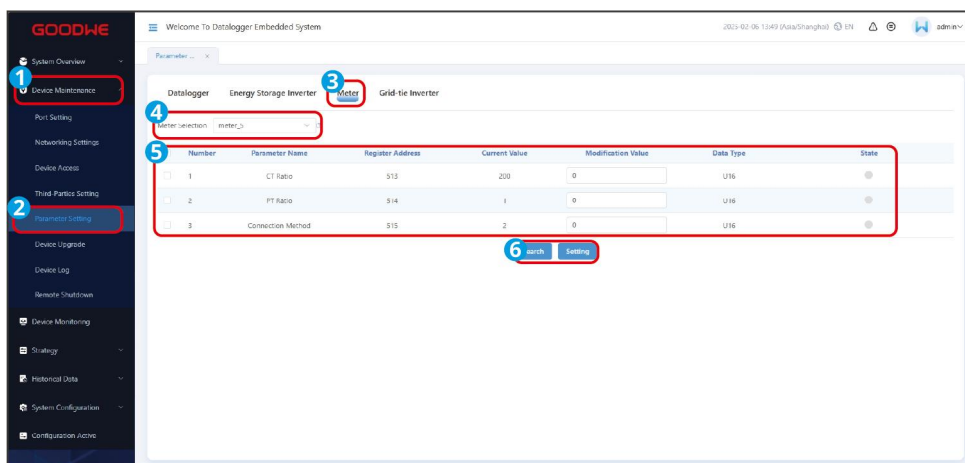 GOODWE
Welcome To Datalogger Embedded System
2025-02-06 13:49 (Asia/Shanghai) EN admin
System Overview
Parameter ... ×
1
Device Maintenance
3
Datalogger Energy Storage Inverter Meter Grid-tie Inverter
Port Setting
4
Meter Selection meter_5
Networking Settings
5
Number Parameter Name Register Address Current Value Modification Value Data Type State
Device Access
1 CT Ratio 513 200 0 U16
Third-Parties Setting
2 PT Ratio 514 1 0 U16
2
Parameter Setting
3 Connection Method 515 2 0 U16
Device Upgrade
6
Search Setting
Device Log
Remote Shutdown
Device Monitoring
Strategy
Historical Data
System Configuration
Configuration Active